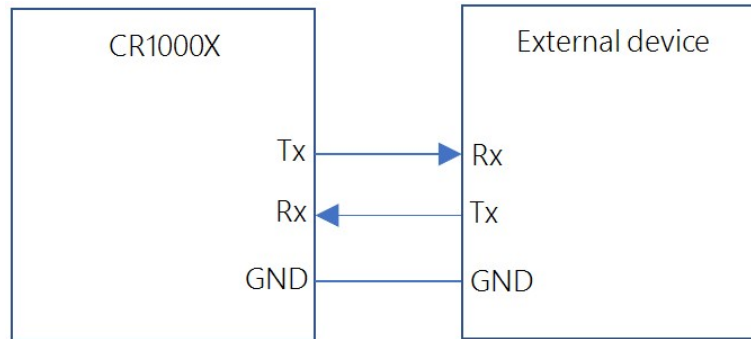 CR1000X
External device
Tx
Rx
Rx
Tx
GND
GND